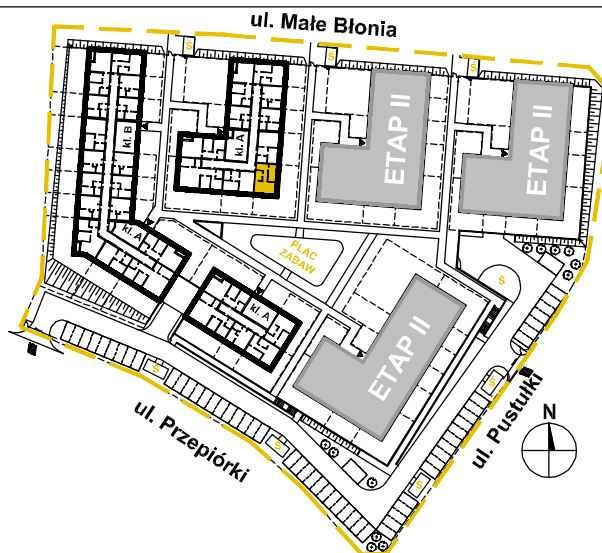 ul. Małe Błonia
Ś
Ś
Ś
kl. B
kl. A
ETAP II
ETAP II
kl. A
PLAC
ZABAW
Ś
kl. A
ETAP II
Ś
Ś
Ś
Ś
ul. Przepiórki
ul. Pustułki
N